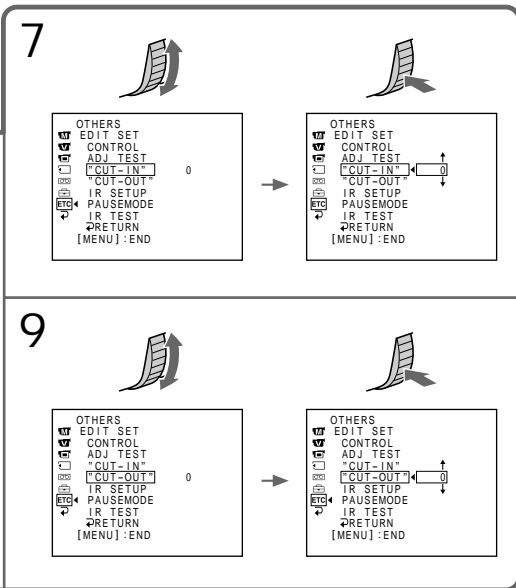 7
OTHERS
EDIT SET
CONTROL
ADJ TEST
"CUT-IN" 0
"CUT-OUT"
IR SETUP
ETC PAUSEMODE
IR TEST
RETURN
[MENU] : END
OTHERS
EDIT SET
CONTROL
ADJ TEST
"CUT-IN" 0
"CUT-OUT"
IR SETUP
ETC PAUSEMODE
IR TEST
RETURN
[MENU] : END
9
OTHERS
EDIT SET
CONTROL
ADJ TEST
"CUT-IN"
"CUT-OUT" 0
IR SETUP
ETC PAUSEMODE
IR TEST
RETURN
[MENU] : END
OTHERS
EDIT SET
CONTROL
ADJ TEST
"CUT-IN"
"CUT-OUT" 0
IR SETUP
ETC PAUSEMODE
IR TEST
RETURN
[MENU] : END